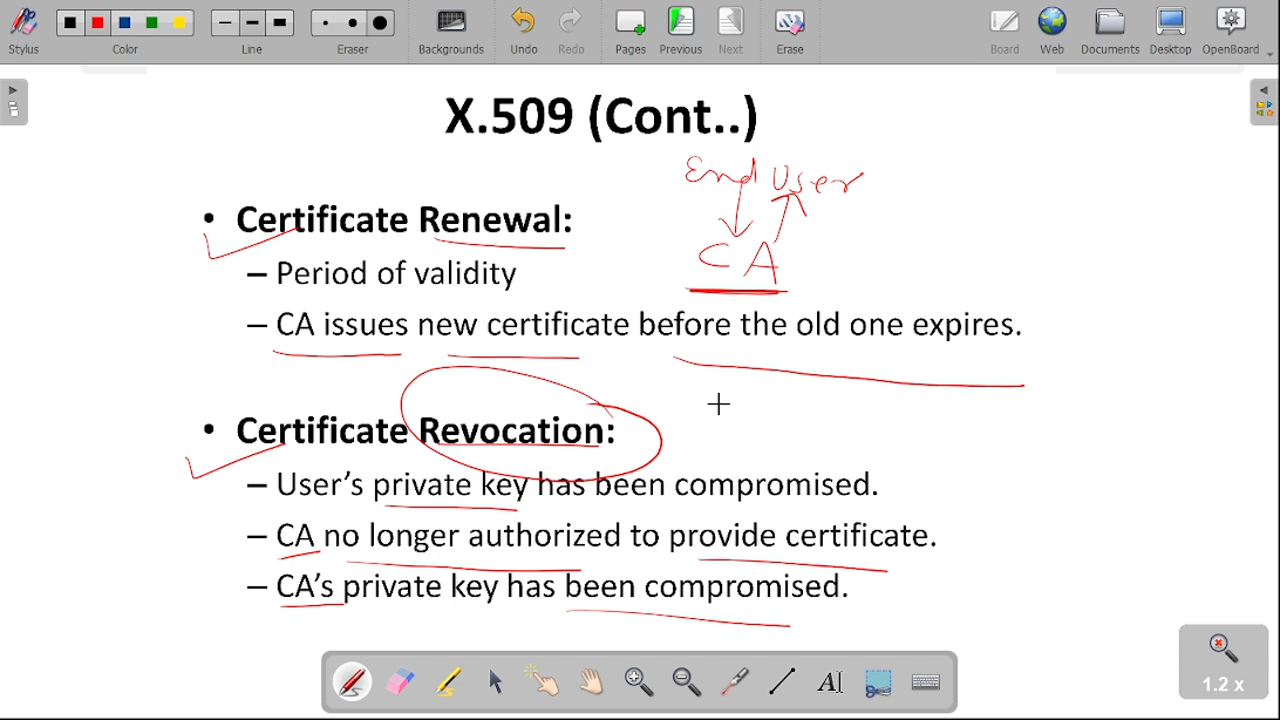 Stylus
Color
Line
Eraser
Backgrounds
Undo
Redo
Pages
Previous
Next
Erase
Board
Web
Documents
Desktop
OpenBoard
X.509 (Cont..)
End User
• Certificate Renewal:
CA
– Period of validity
– CA issues new certificate before the old one expires.
• Certificate Revocation:
– User's private key has been compromised.
– CA no longer authorized to provide certificate.
– CA's private key has been compromised.
1.2 x